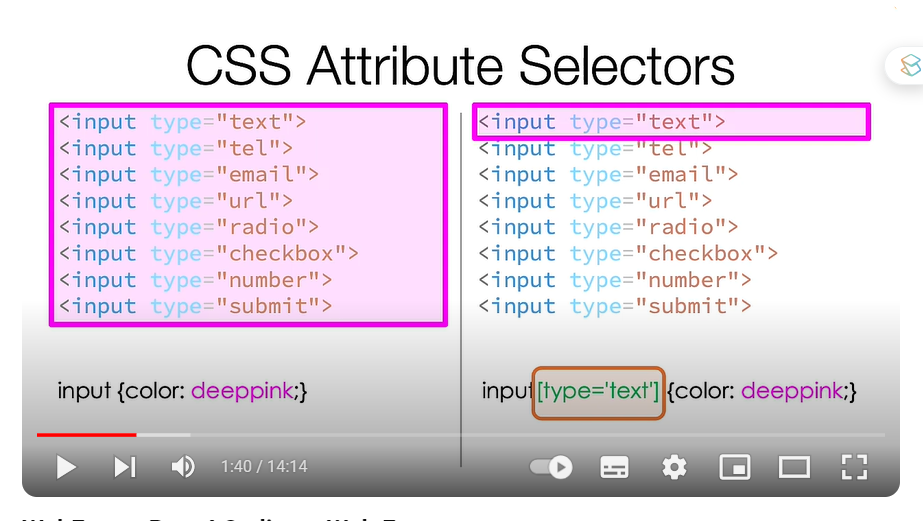 CSS Attribute Selectors
<input type="text">
<input type="tel">
<input type="email">
<input type="url">
<input type="radio">
<input type="checkbox">
<input type="number">
<input type="submit">
input {color: deeppink;}
<input type="text">
<input type="tel">
<input type="email">
<input type="url">
<input type="radio">
<input type="checkbox">
<input type="number">
<input type="submit">
input[type='text'] {color: deeppink;}
1:40 / 14:14